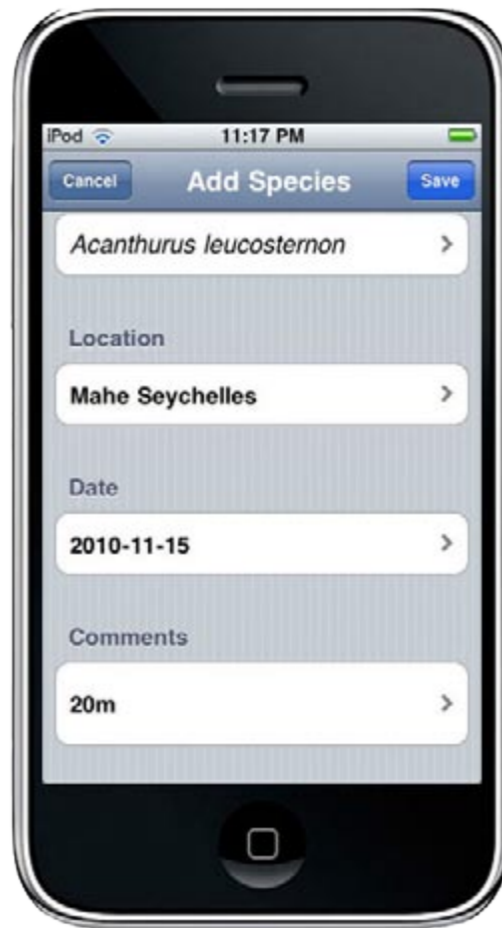 iPod 11:17 PM
Cancel Add Species Save
Acanthurus leucosternon
Location
Mahe Seychelles
Date
2010-11-15
Comments
20m